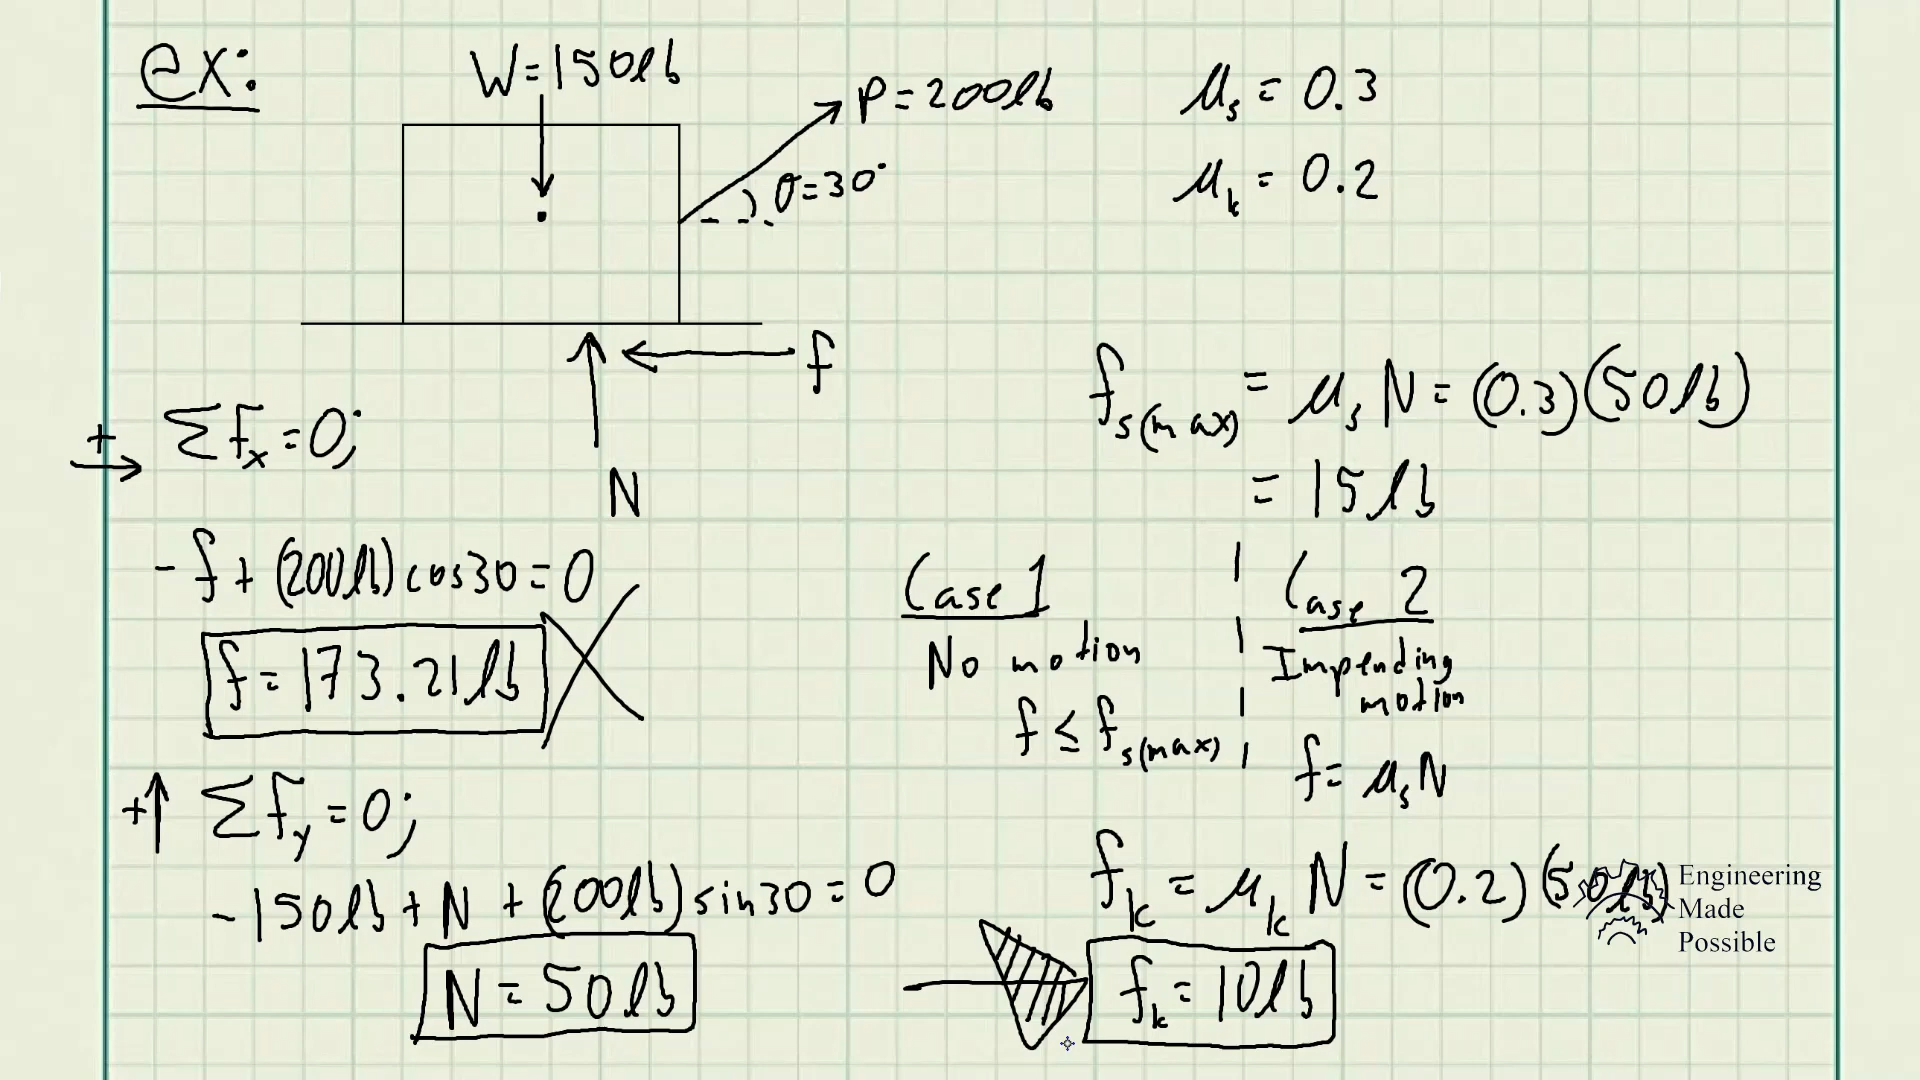 ex:
W=150lb
P=200lb
θ=30°
μs = 0.3
μk = 0.2
f
N
+ → ΣFx=0;
-f+(200lb)cos30=0
f=173.21lb
+↑ ΣFy=0;
-150lb+N+(200lb)sin30=0
N=50lb
fs(max) = μsN=(0.3)(50lb)
= 15lb
Case 1
No motion
f ≤ fs(max)
Case 2
Impending
motion
f= μsN
fk = μk N=(0.2)(50lb)
fk=10lb
Engineering
Made
Possible